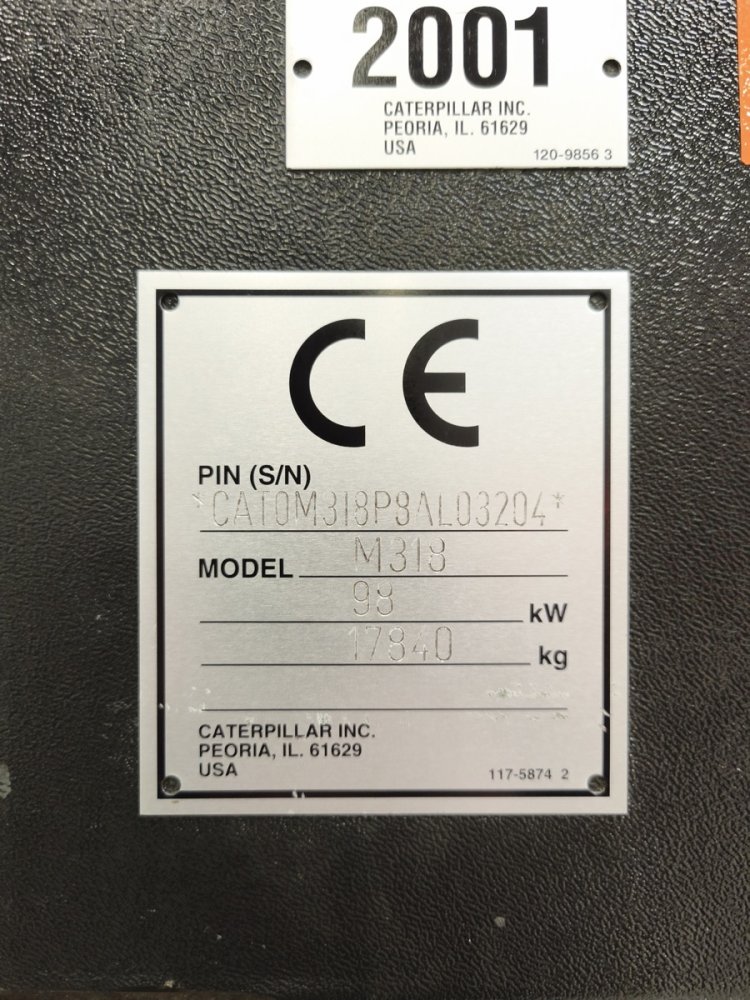 2001
CATERPILLAR INC.
PEORIA, IL. 61629
USA
120-9856 3
CE
PIN (S/N)
*CAT0M318P8AL03204*
MODEL M318
98 kW
17840 kg
CATERPILLAR INC.
PEORIA, IL. 61629
USA
117-5874 2